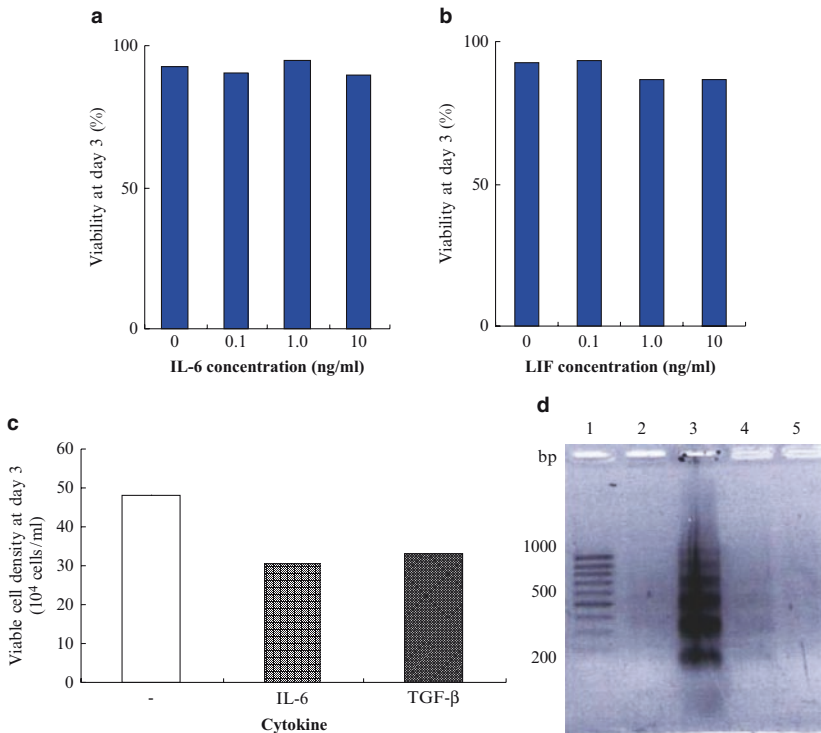 a
100
50
0
Viability at day 3 (%)
0 0.1 1.0 10
IL-6 concentration (ng/ml)
b
100
50
0
Viability at day 3 (%)
0 0.1 1.0 10
LIF concentration (ng/ml)
c
60
50
40
30
20
10
0
Viable cell density at day 3
(10⁴ cells/ml)
- IL-6 TGF-β
Cytokine
d
1 2 3 4 5
bp
1000
500
200